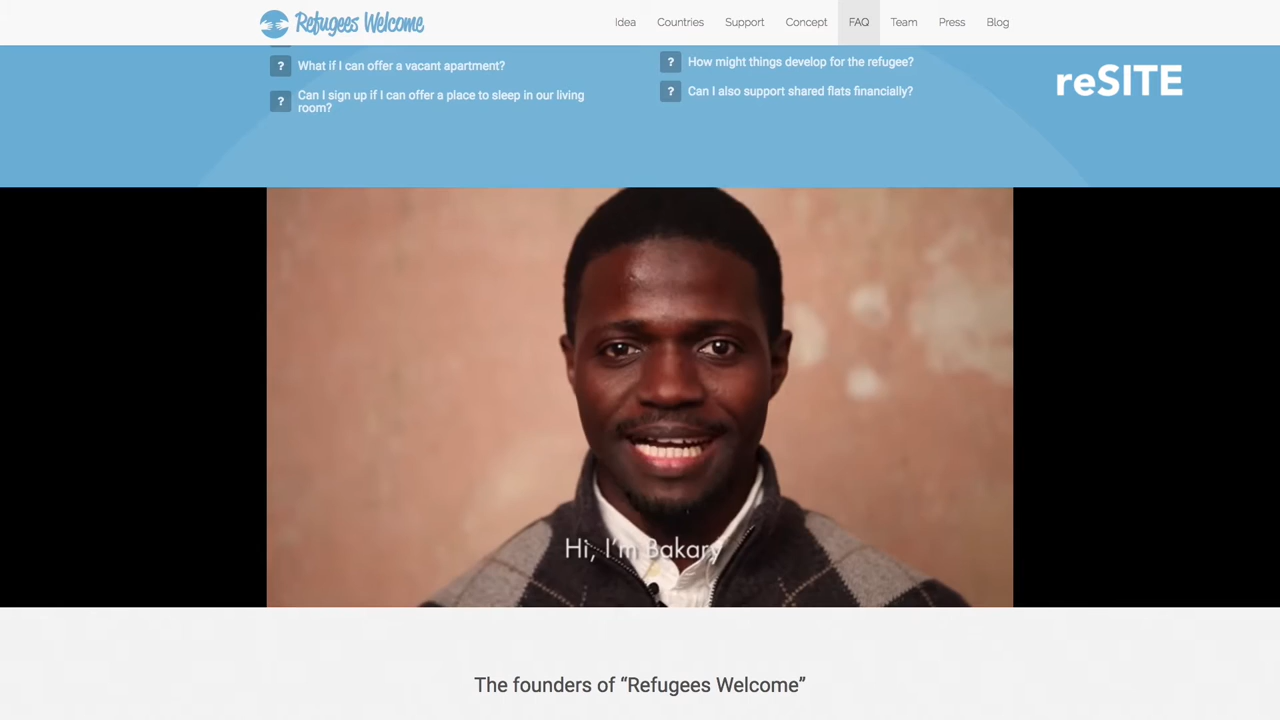 Refugees Welcome
Idea Countries Support Concept FAQ Team Press Blog
? What if I can offer a vacant apartment?
? Can I sign up if I can offer a place to sleep in our living
room?
? How might things develop for the refugee?
? Can I also support shared flats financially?
reSITE
Hi, I'm Bakary
The founders of “Refugees Welcome”